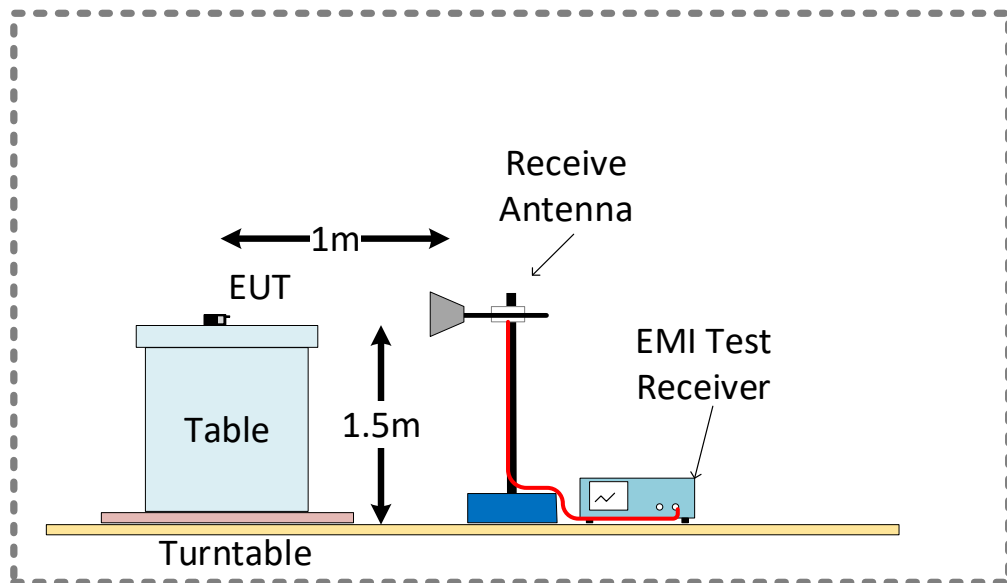 Receive
Antenna
1m
EUT
EMI Test
Receiver
Table
1.5m
Turntable